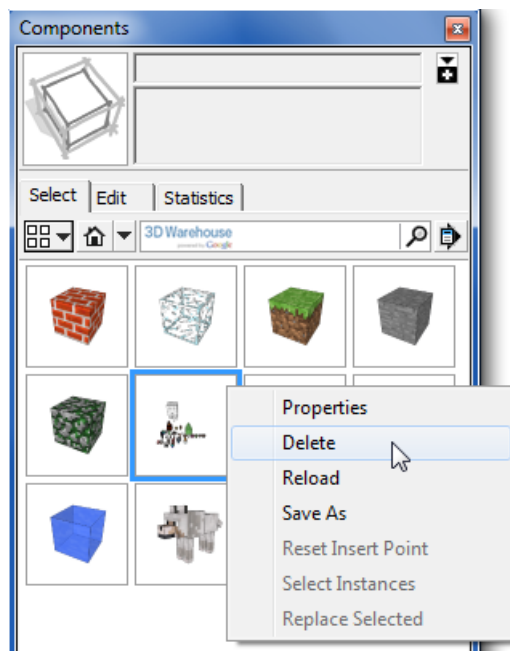 Components
Select Edit Statistics
3D Warehouse
powered by Google
Properties
Delete
Reload
Save As
Reset Insert Point
Select Instances
Replace Selected